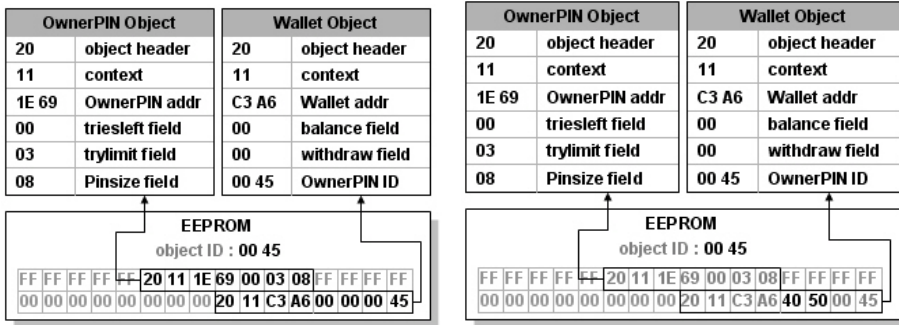 OwnerPIN Object
20 object header
11 context
1E 69 OwnerPIN addr
00 triesleft field
03 trylimit field
08 Pinsize field
Wallet Object
20 object header
11 context
C3 A6 Wallet addr
00 balance field
00 withdraw field
00 45 OwnerPIN ID
EEPROM
object ID : 00 45
FF FF FF FF FF 20 11 1E 69 00 03 08 FF FF FF FF
00 00 00 00 00 00 00 00 20 11 C3 A6 00 00 00 45
OwnerPIN Object
20 object header
11 context
1E 69 OwnerPIN addr
00 triesleft field
03 trylimit field
08 Pinsize field
Wallet Object
20 object header
11 context
C3 A6 Wallet addr
00 balance field
00 withdraw field
00 45 OwnerPIN ID
EEPROM
object ID : 00 45
FF FF FF FF FF 20 11 1E 69 00 03 08 FF FF FF FF
00 00 00 00 00 00 00 00 20 11 C3 A6 40 50 00 45